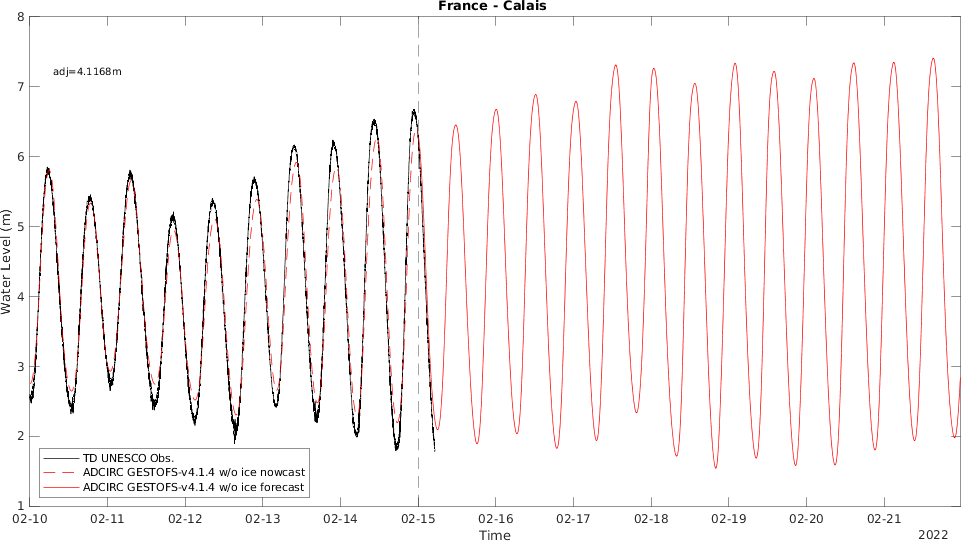 France - Calais
8
adj=4.1168m
7
6
5
4
3
2
1
Water Level (m)
TD UNESCO Obs.
ADCIRC GESTOFS-v4.1.4 w/o ice nowcast
ADCIRC GESTOFS-v4.1.4 w/o ice forecast
02-10 02-11 02-12 02-13 02-14 02-15 02-16 02-17 02-18 02-19 02-20 02-21
Time
2022